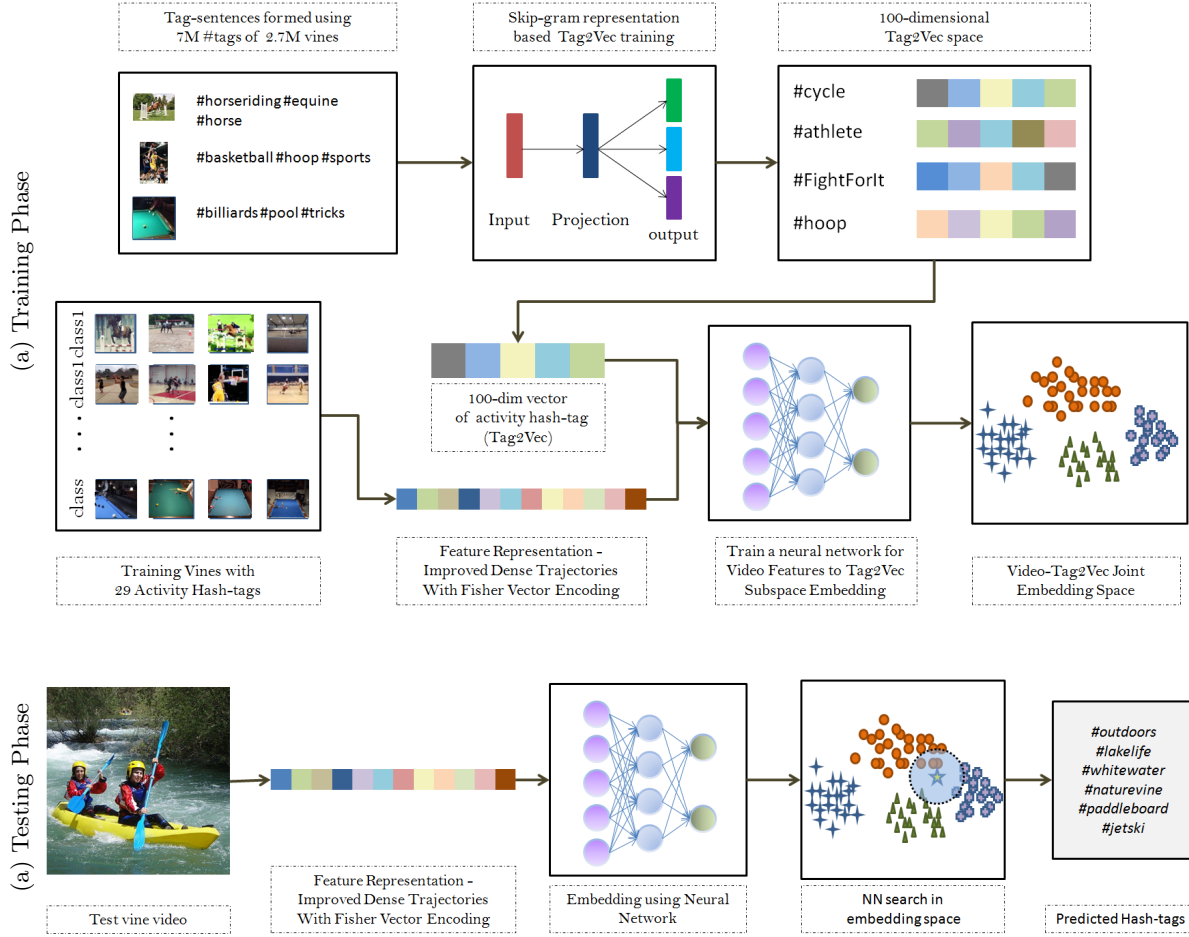 Tag-sentences formed using
7M #tags of 2.7M vines
Skip-gram representation
based Tag2Vec training
100-dimensional
Tag2Vec space
(a) Training Phase
#horseriding #equine
#horse
#basketball #hoop #sports
#billiards #pool #tricks
Input
Projection
output
#cycle
#athlete
#FightForIt
#hoop
class1
class1
class
100-dim vector
of activity hash-tag
(Tag2Vec)
Training Vines with
29 Activity Hash-tags
Feature Representation -
Improved Dense Trajectories
With Fisher Vector Encoding
Train a neural network for
Video Features to Tag2Vec
Subspace Embedding
Video-Tag2Vec Joint
Embedding Space
(a) Testing Phase
#outdoors
#lakelife
#whitewater
#naturevine
#paddleboard
#jetski
Test vine video
Feature Representation -
Improved Dense Trajectories
With Fisher Vector Encoding
Embedding using Neural
Network
NN search in
embedding space
Predicted Hash-tags